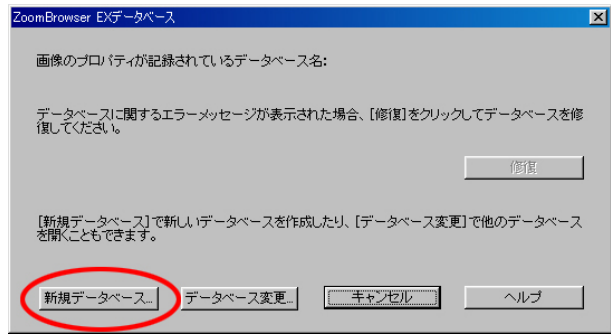 ZoomBrowser EXデータベース
画像のプロパティが記録されているデータベース名:
データベースに関するエラーメッセージが表示された場合、[修復]をクリックしてデータベースを修
復してください。
修復
[新規データベース]で新しいデータベースを作成したり、[データベース変更]で他のデータベース
を開くこともできます。
新規データベース... データベース変更... キャンセル ヘルプ